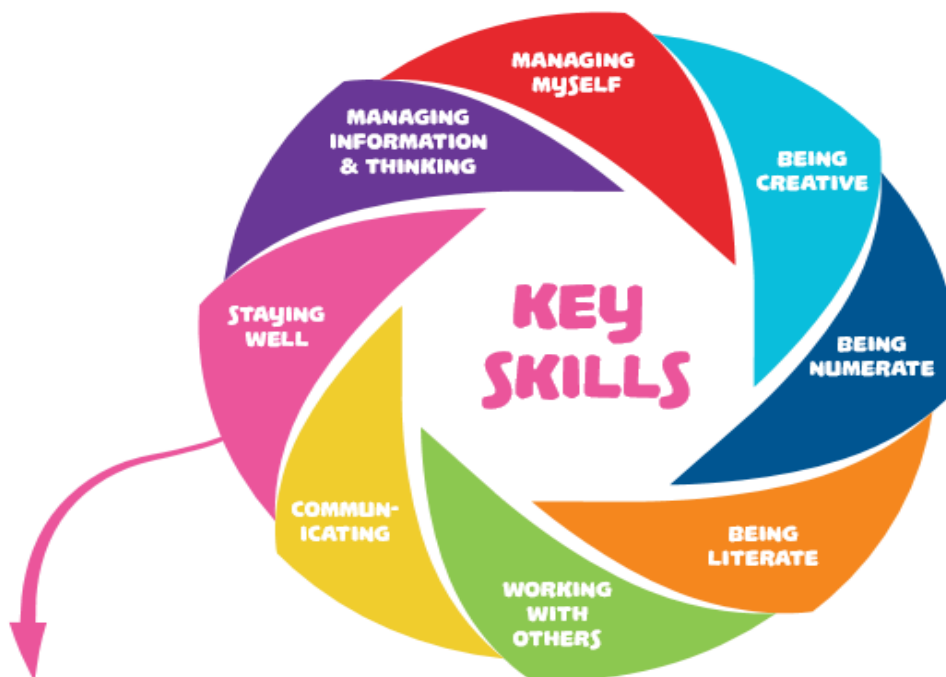 MANAGING
MYSELF
BEING
CREATIVE
BEING
NUMERATE
BEING
LITERATE
WORKING
WITH
OTHERS
COMMUN-
ICATING
STAYING
WELL
MANAGING
INFORMATION
& THINKING
KEY
SKILLS